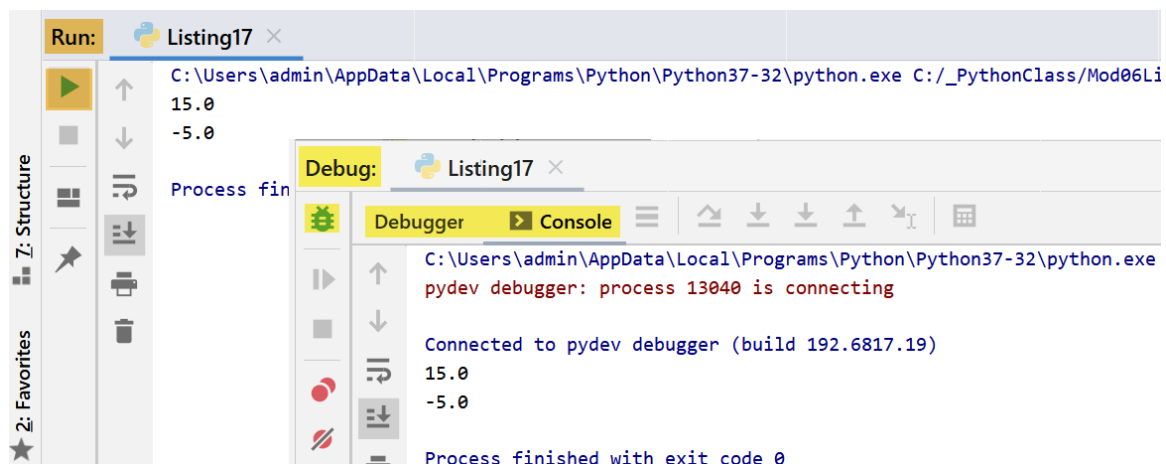 Run: Listing17
C:\Users\admin\AppData\Local\Programs\Python\Python37-32\python.exe C:/_PythonClass/Mod06Li
15.0
-5.0
Process fin
7: Structure
2: Favorites
Debug: Listing17
Debugger Console
C:\Users\admin\AppData\Local\Programs\Python\Python37-32\python.exe
pydev debugger: process 13040 is connecting
Connected to pydev debugger (build 192.6817.19)
15.0
-5.0
Process finished with exit code 0